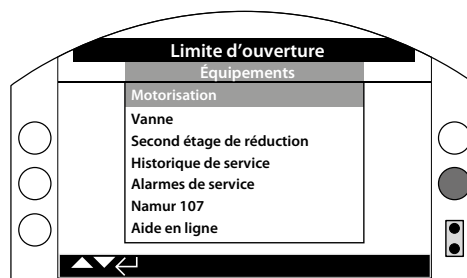 Limite d'ouverture
Équipements
Motorisation
Vanne
Second étage de réduction
Historique de service
Alarmes de service
Namur 107
Aide en ligne